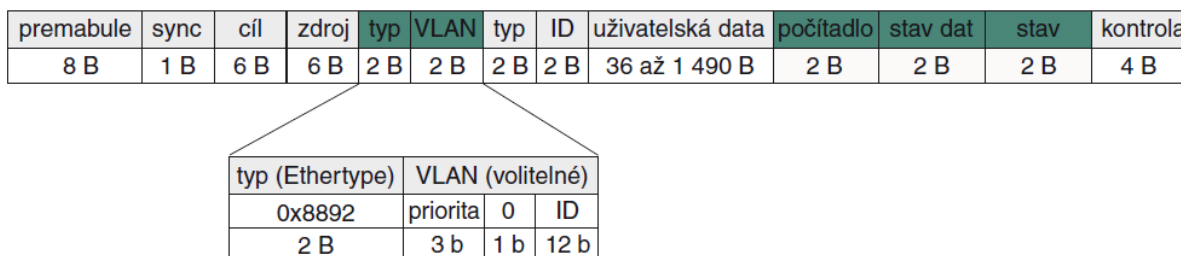 premabule sync cíl zdroj typ VLAN typ ID uživatelská data počítadlo stav dat stav kontrola
8 B 1 B 6 B 6 B 2 B 2 B 2 B 2 B 36 až 1 490 B 2 B 2 B 2 B 4 B
typ (Ethertype) VLAN (volitelné)
0x8892 priorita 0 ID
2 B 3 b 1 b 12 b